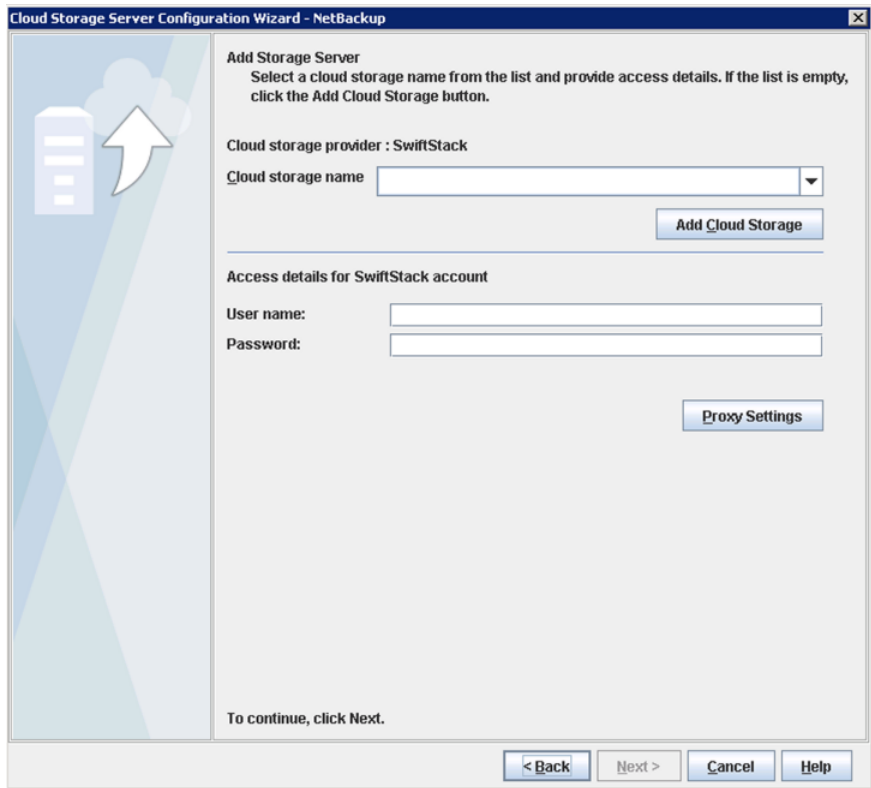 Cloud Storage Server Configuration Wizard - NetBackup
Add Storage Server
Select a cloud storage name from the list and provide access details. If the list is empty,
click the Add Cloud Storage button.
Cloud storage provider : SwiftStack
Cloud storage name
Add Cloud Storage
Access details for SwiftStack account
User name:
Password:
Proxy Settings
To continue, click Next.
< Back
Next >
Cancel
Help